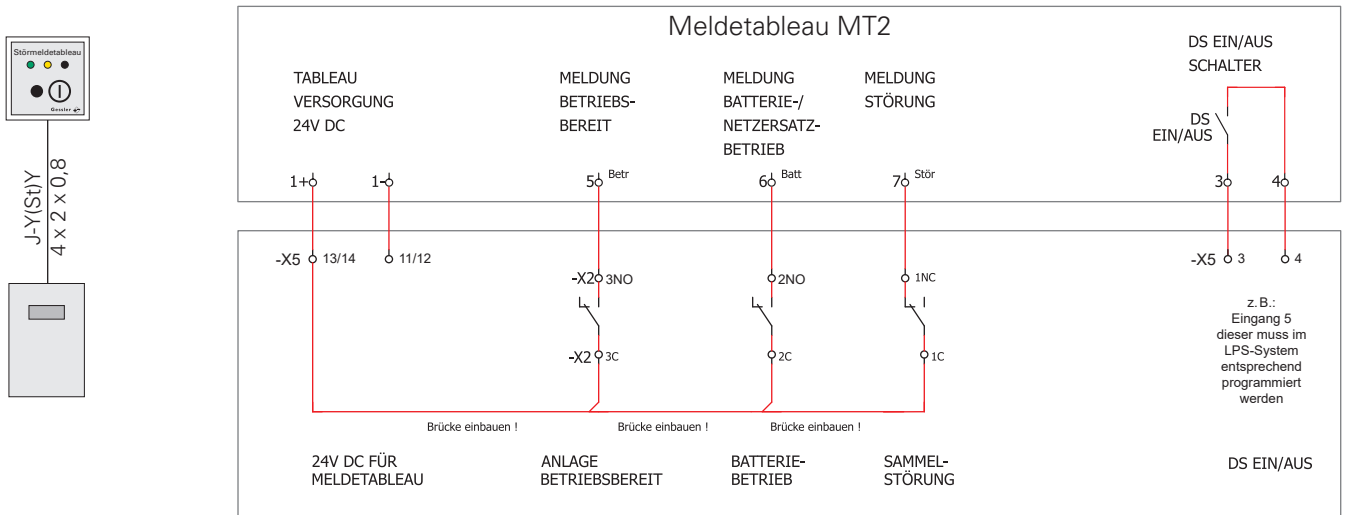 Störmeldetableau
Gessler
J-Y(St)Y
4 x 2 x 0,8
Meldetableau MT2
TABLEAU
VERSORGUNG
24V DC
MELDUNG
BETRIEBS-
BEREIT
MELDUNG
BATTERIE-/
NETZERSATZ-
BETRIEB
MELDUNG
STÖRUNG
DS EIN/AUS
SCHALTER
DS
EIN/AUS
1+
1-
5 Betr
6 Batt
7 Stör
3
4
-X5 13/14
11/12
-X2 3NO
2NO
1NC
-X5 3
4
-X2 3C
2C
1C
z.B.:
Eingang 5
dieser muss im
LPS-System
entsprechend
programmiert
werden
Brücke einbauen !
Brücke einbauen !
Brücke einbauen !
24V DC FÜR
MELDETABLEAU
ANLAGE
BETRIEBSBEREIT
BATTERIE-
BETRIEB
SAMMEL-
STÖRUNG
DS EIN/AUS